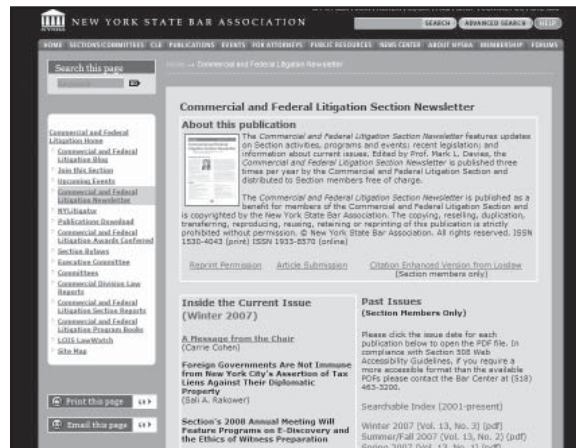 NEW YORK STATE BAR ASSOCIATION
SEARCH ADVANCED SEARCH HELP
HOME SECTIONS/COMMITTEES CLE PUBLICATIONS EVENTS FOR ATTORNEYS PUBLIC RESOURCES NEWS CENTER ABOUT NYSBA MEMBERSHIP FORUMS
Search this page
Home → Commercial and Federal Litigation Newsletter
GO
Commercial and Federal
Litigation Home
Commercial and Federal
Litigation Blog
Join this Section
Upcoming Events
Commercial and Federal
Litigation Newsletter
NYLitigator
Publications Download
Commercial and Federal
Litigation Awards Conferred
Section Bylaws
Executive Committee
Committees
Commercial Division Law
Reports
Commercial and Federal
Litigation Section Reports
Commercial and Federal
Litigation Program Books
LOIS LawWatch
Site Map
Print this page
Email this page
Commercial and Federal Litigation Section Newsletter
About this publication
The Commercial and Federal Litigation Section Newsletter features updates
on Section activities, programs and events; recent legislation; and
information about current issues. Edited by Prof. Mark L. Davies, the
Commercial and Federal Litigation Section Newsletter is published three
times per year by the Commercial and Federal Litigation Section and
distributed to Section members free of charge.
The Commercial and Federal Litigation Section Newsletter is published as a
benefit for members of the Commercial and Federal Litigation Section and
is copyrighted by the New York State Bar Association. The copying, reselling, duplication,
transferring, reproducing, reusing, retaining or reprinting of this publication is strictly
prohibited without permission. © New York State Bar Association. All rights reserved. ISSN
1530-4043 (print) ISSN 1933-8570 (online)
Reprint Permission Article Submission Citation Enhanced Version from Loislaw
(Section members only)
Inside the Current Issue
(Winter 2007)
A Message from the Chair
(Carrie Cohen)
Foreign Governments Are Not Immune
from New York City's Assertion of Tax
Liens Against Their Diplomatic
Property
(Sali A. Rakower)
Section's 2008 Annual Meeting Will
Feature Programs on E-Discovery and
the Ethics of Witness Preparation
Past Issues
(Section Members Only)
Please click the issue date for each
publication below to open the PDF file. In
compliance with Section 508 Web
Accessibility Guidelines, if you require a
more accessible format than the available
PDFs please contact the Bar Center at (518)
463-3200.
Searchable Index (2001-present)
Winter 2007 (Vol. 13, No. 3) (pdf)
Summer/Fall 2007 (Vol. 13, No. 2) (pdf)
Spring 2007 (Vol. 13, No. 1) (pdf)